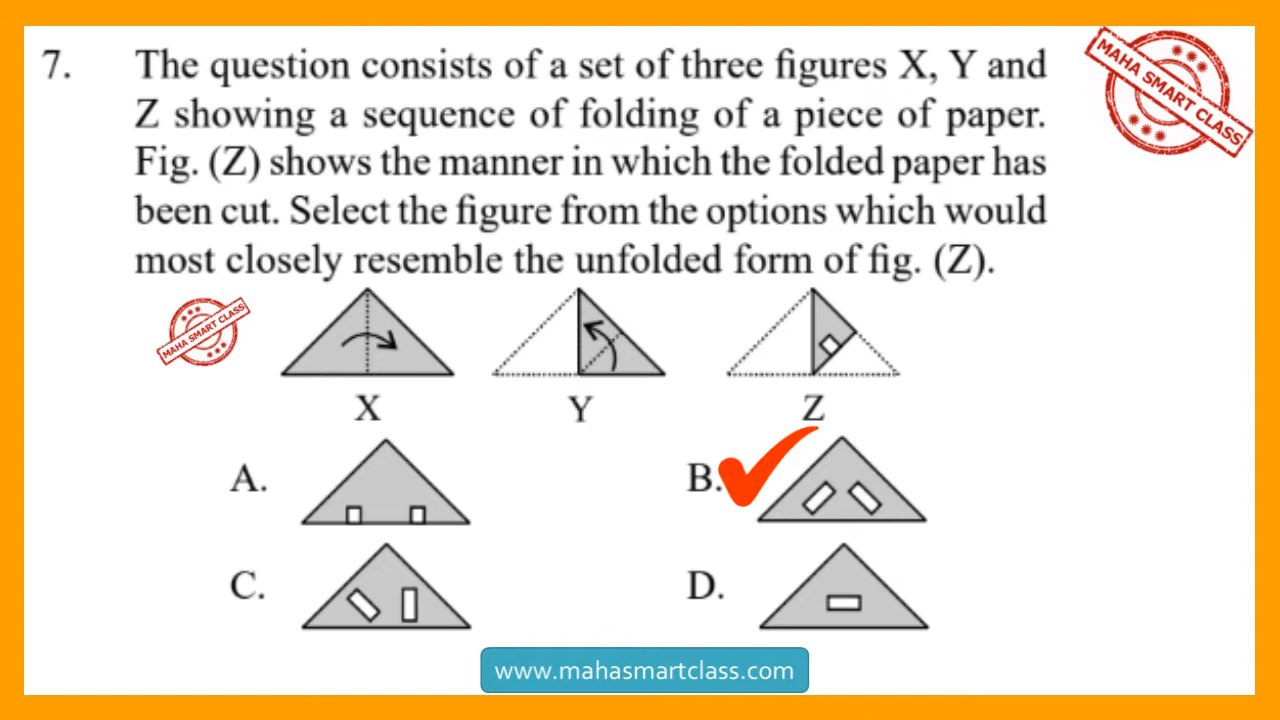 7. The question consists of a set of three figures X, Y and
Z showing a sequence of folding of a piece of paper.
Fig. (Z) shows the manner in which the folded paper has
been cut. Select the figure from the options which would
most closely resemble the unfolded form of fig. (Z).
MAHA SMART CLASS
MAHA SMART CLASS
X Y Z
A. B.
C. D.
www.mahasmartclass.com